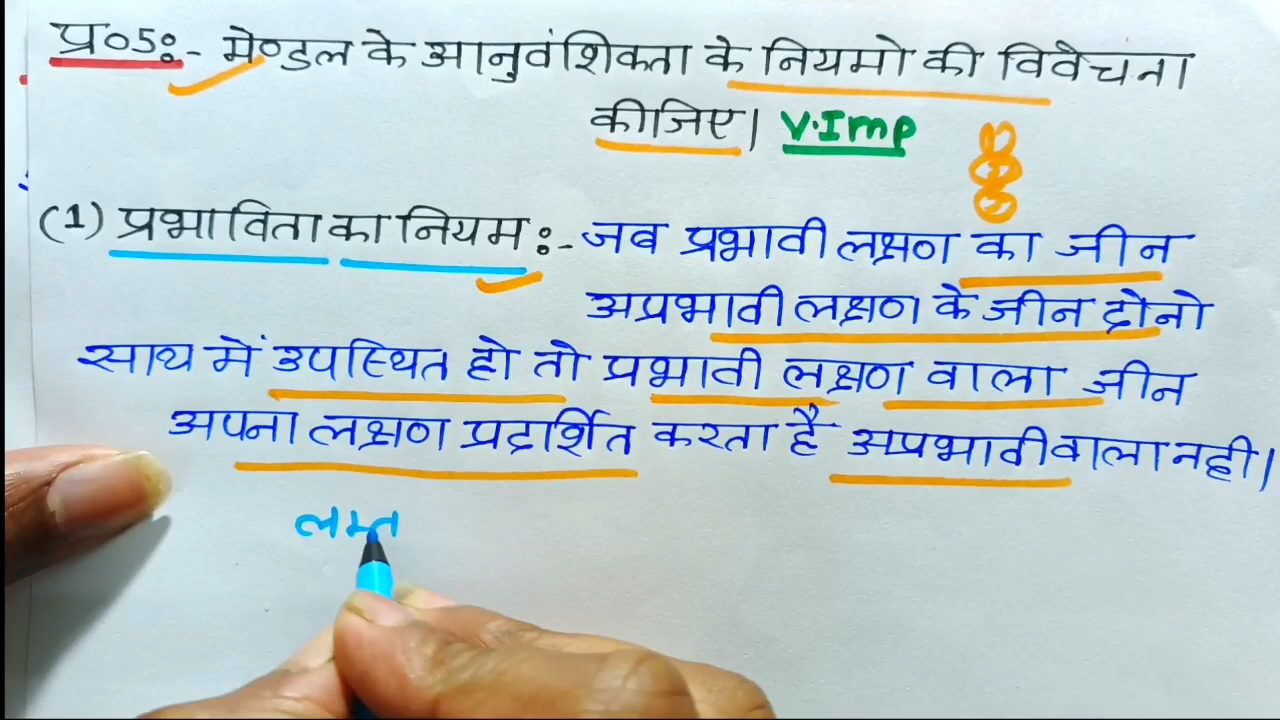 प्र०5ः- मेण्डल के आनुवंशिकता के नियमो की विवेचना
कीजिए। V.Imp
(1) प्रभाविता का नियम ः- जब प्रभावी लक्षण का जीन
अप्रभावी लक्षण के जीन दोनो
साथ में उपस्थित हो तो प्रभावी लक्षण वाला जीन
अपना लक्षण प्रदर्शित करता है अप्रभावी वाला नही।